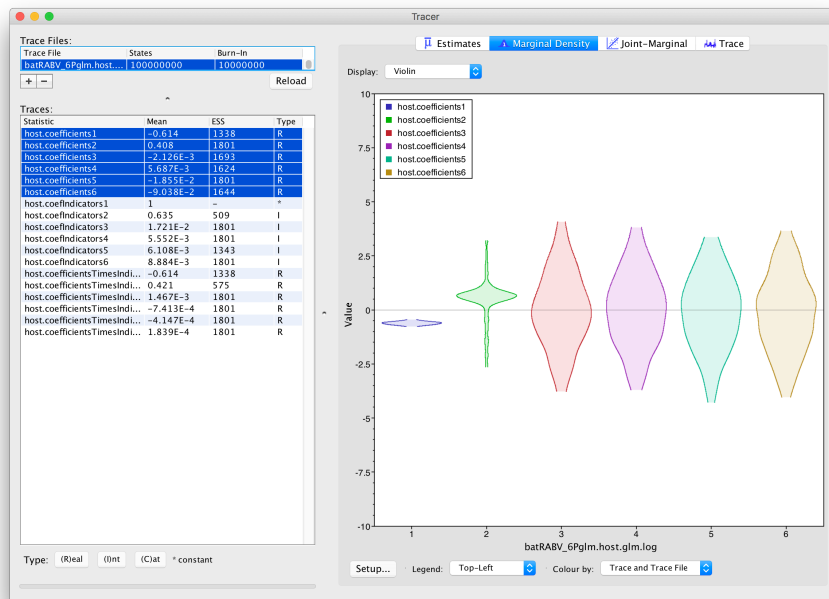 Tracer
Trace Files:
Trace File States Burn-In
batRABV_6Pglm.host.... 100000000 10000000
+ − Reload
Traces:
Statistic Mean ESS Type
host.coefficients1 −0.614 1338 R
host.coefficients2 0.408 1801 R
host.coefficients3 −2.126E-3 1693 R
host.coefficients4 5.687E-3 1624 R
host.coefficients5 −1.855E-2 1801 R
host.coefficients6 −9.038E-2 1644 R
host.coefIndicators1 1 – *
host.coefIndicators2 0.635 509 I
host.coefIndicators3 1.721E-2 1801 I
host.coefIndicators4 5.552E-3 1801 I
host.coefIndicators5 6.108E-3 1343 I
host.coefIndicators6 8.884E-3 1801 I
host.coefficientsTimesIndi... −0.614 1338 R
host.coefficientsTimesIndi... 0.421 575 R
host.coefficientsTimesIndi... 1.467E-3 1801 R
host.coefficientsTimesIndi... −7.413E-4 1801 R
host.coefficientsTimesIndi... −4.147E-4 1801 R
host.coefficientsTimesIndi... 1.839E-4 1801 R
Type: (R)eal (I)nt (C)at * constant
Estimates Marginal Density Joint-Marginal Trace
Display: Violin
host.coefficients1
host.coefficients2
host.coefficients3
host.coefficients4
host.coefficients5
host.coefficients6
10
7.5
5
2.5
0
-2.5
-5
-7.5
-10
Value
1 2 3 4 5 6
batRABV_6Pglm.host.glm.log
Setup... Legend: Top-Left Colour by: Trace and Trace File